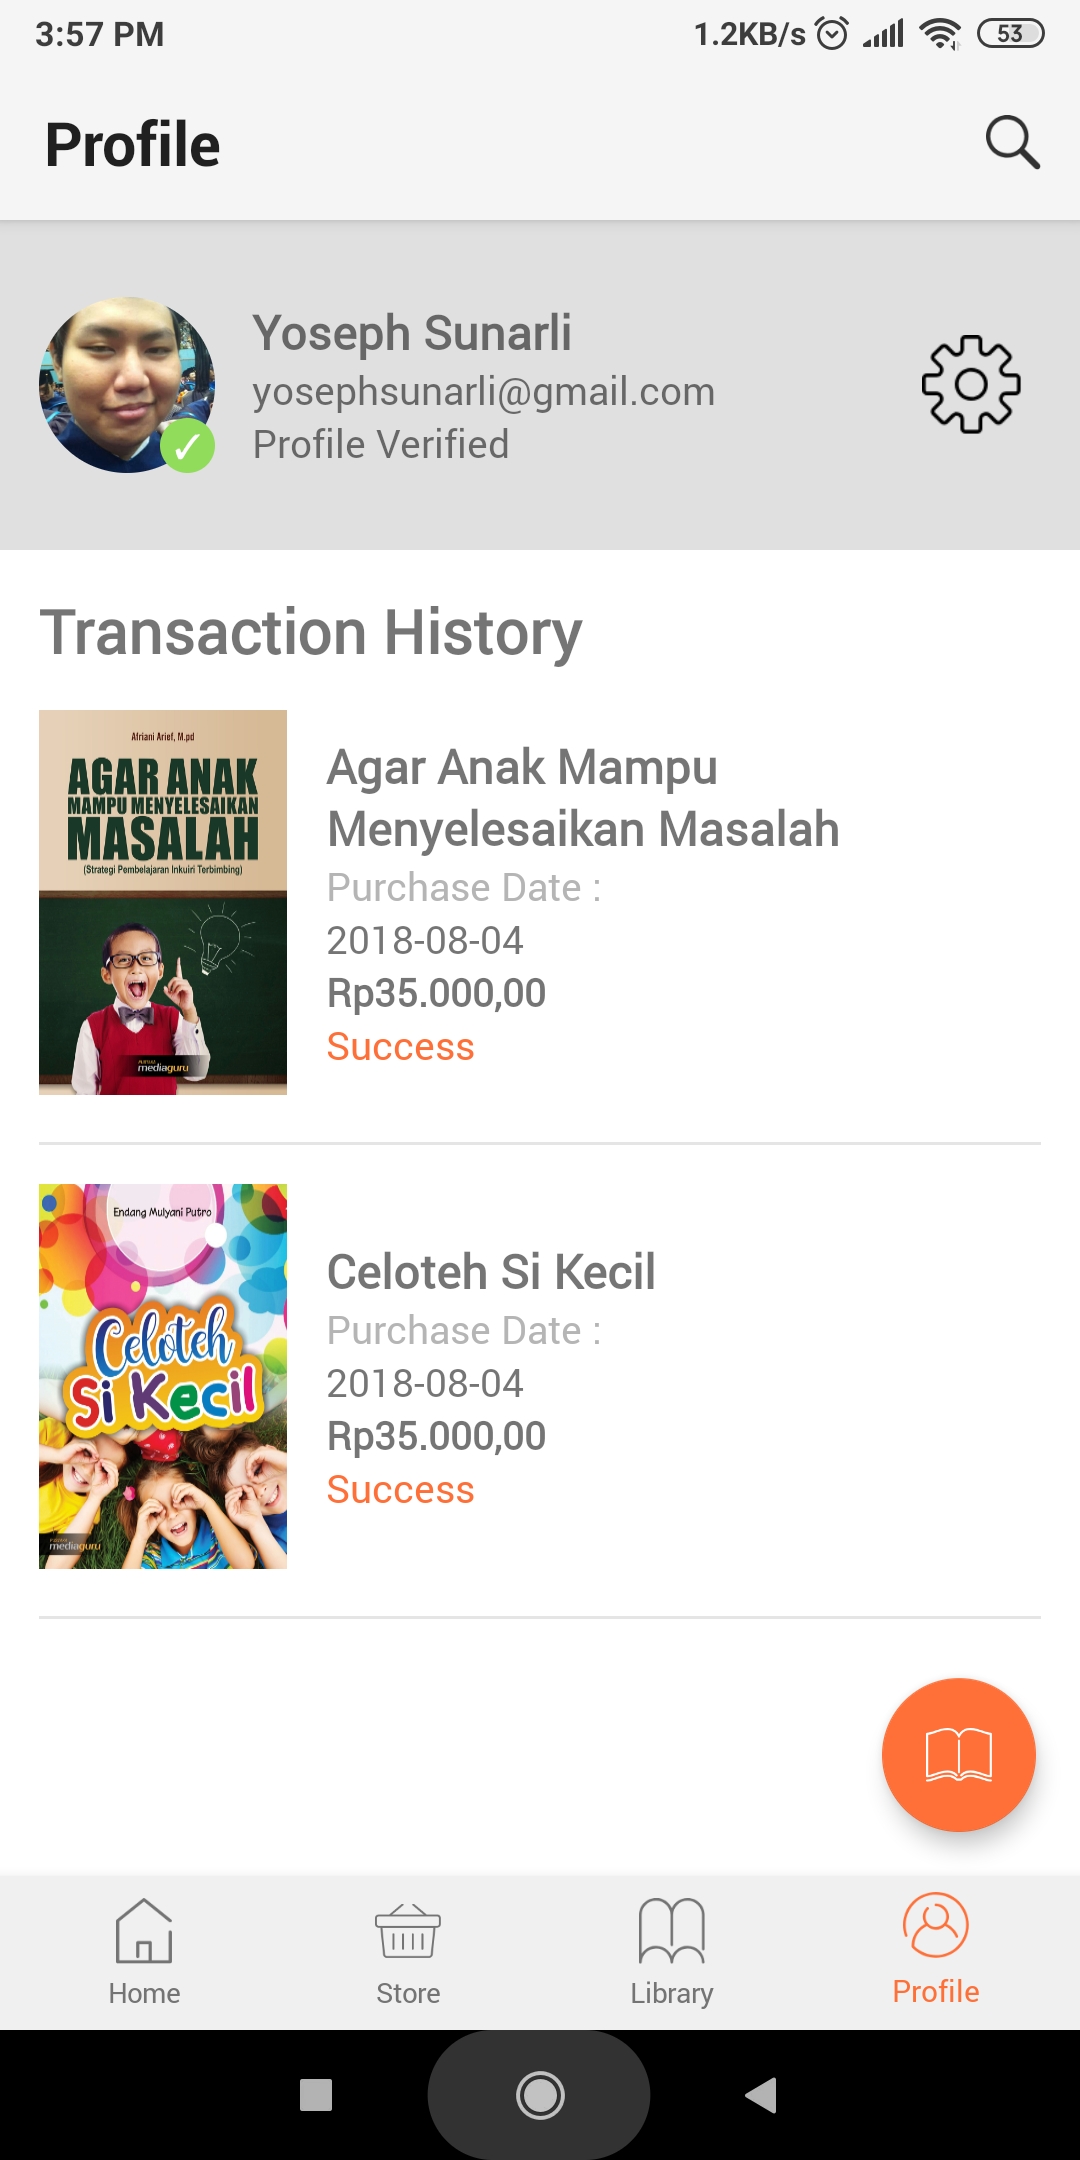 3:57 PM
1.2KB/s
53
Profile
Yoseph Sunarli
yosephsunarli@gmail.com
Profile Verified
Transaction History
Afriani Arief, M.pd
AGAR ANAK
MAMPU MENYELESAIKAN
MASALAH
(Strategi Pembelajaran Inkuiri Terbimbing)
mediaguru
Agar Anak Mampu
Menyelesaikan Masalah
Purchase Date :
2018-08-04
Rp35.000,00
Success
Endang Mulyani Putro
Celoteh
Si Kecil
mediaguru
Celoteh Si Kecil
Purchase Date :
2018-08-04
Rp35.000,00
Success
Home
Store
Library
Profile